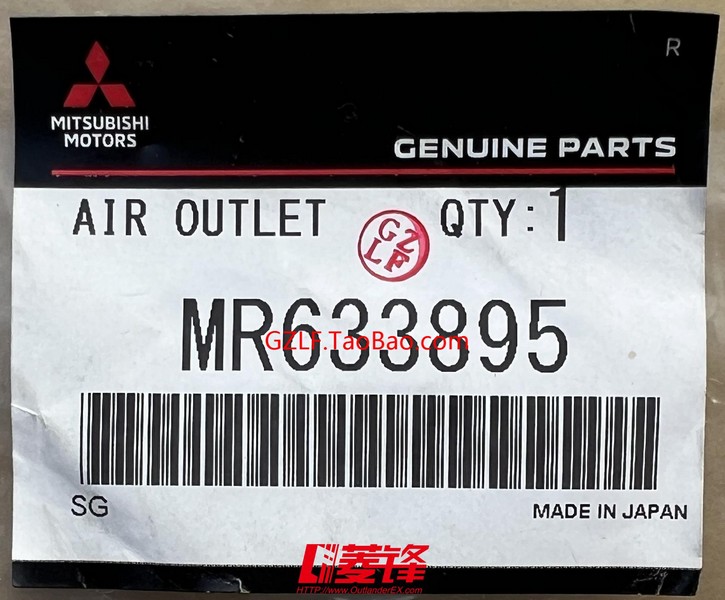 R
MITSUBISHI
MOTORS
GENUINE PARTS
AIR OUTLET
GZ
LF
QTY:1
MR633895
GZLF.TaoBao.com
SG
MADE IN JAPAN
菱锋
HTTP://www.OutlanderEX.com